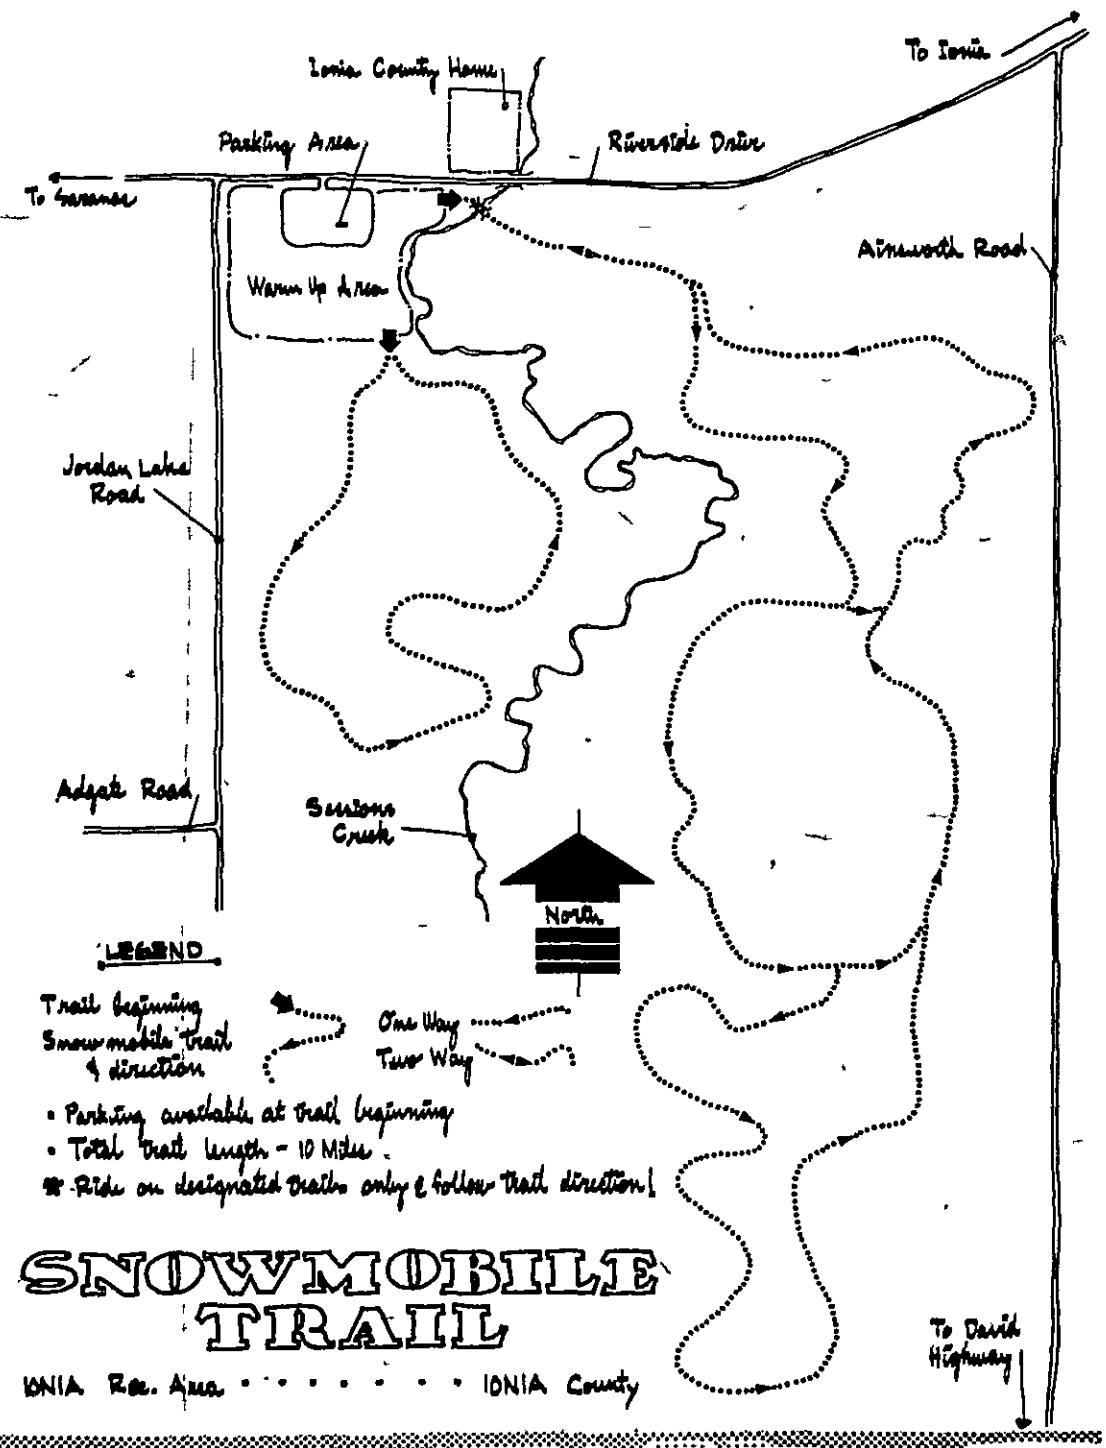 To Ionia
Ionia County Home
Parking Area
Riverside Drive
To Saranac
Ainsworth Road
Warm Up Area
Jordan Lake
Road
Adgate Road
Sessions
Creek
North
LEGEND
Trail beginning
Snowmobile trail
& direction
One Way
Two Way
• Parking available at trail beginning
• Total trail length - 10 Miles.
* Ride on designated trails only & follow trail direction!
SNOWMOBILE
TRAIL
To David
Highway
IONIA Rec. Area • • • • • • • IONIA County